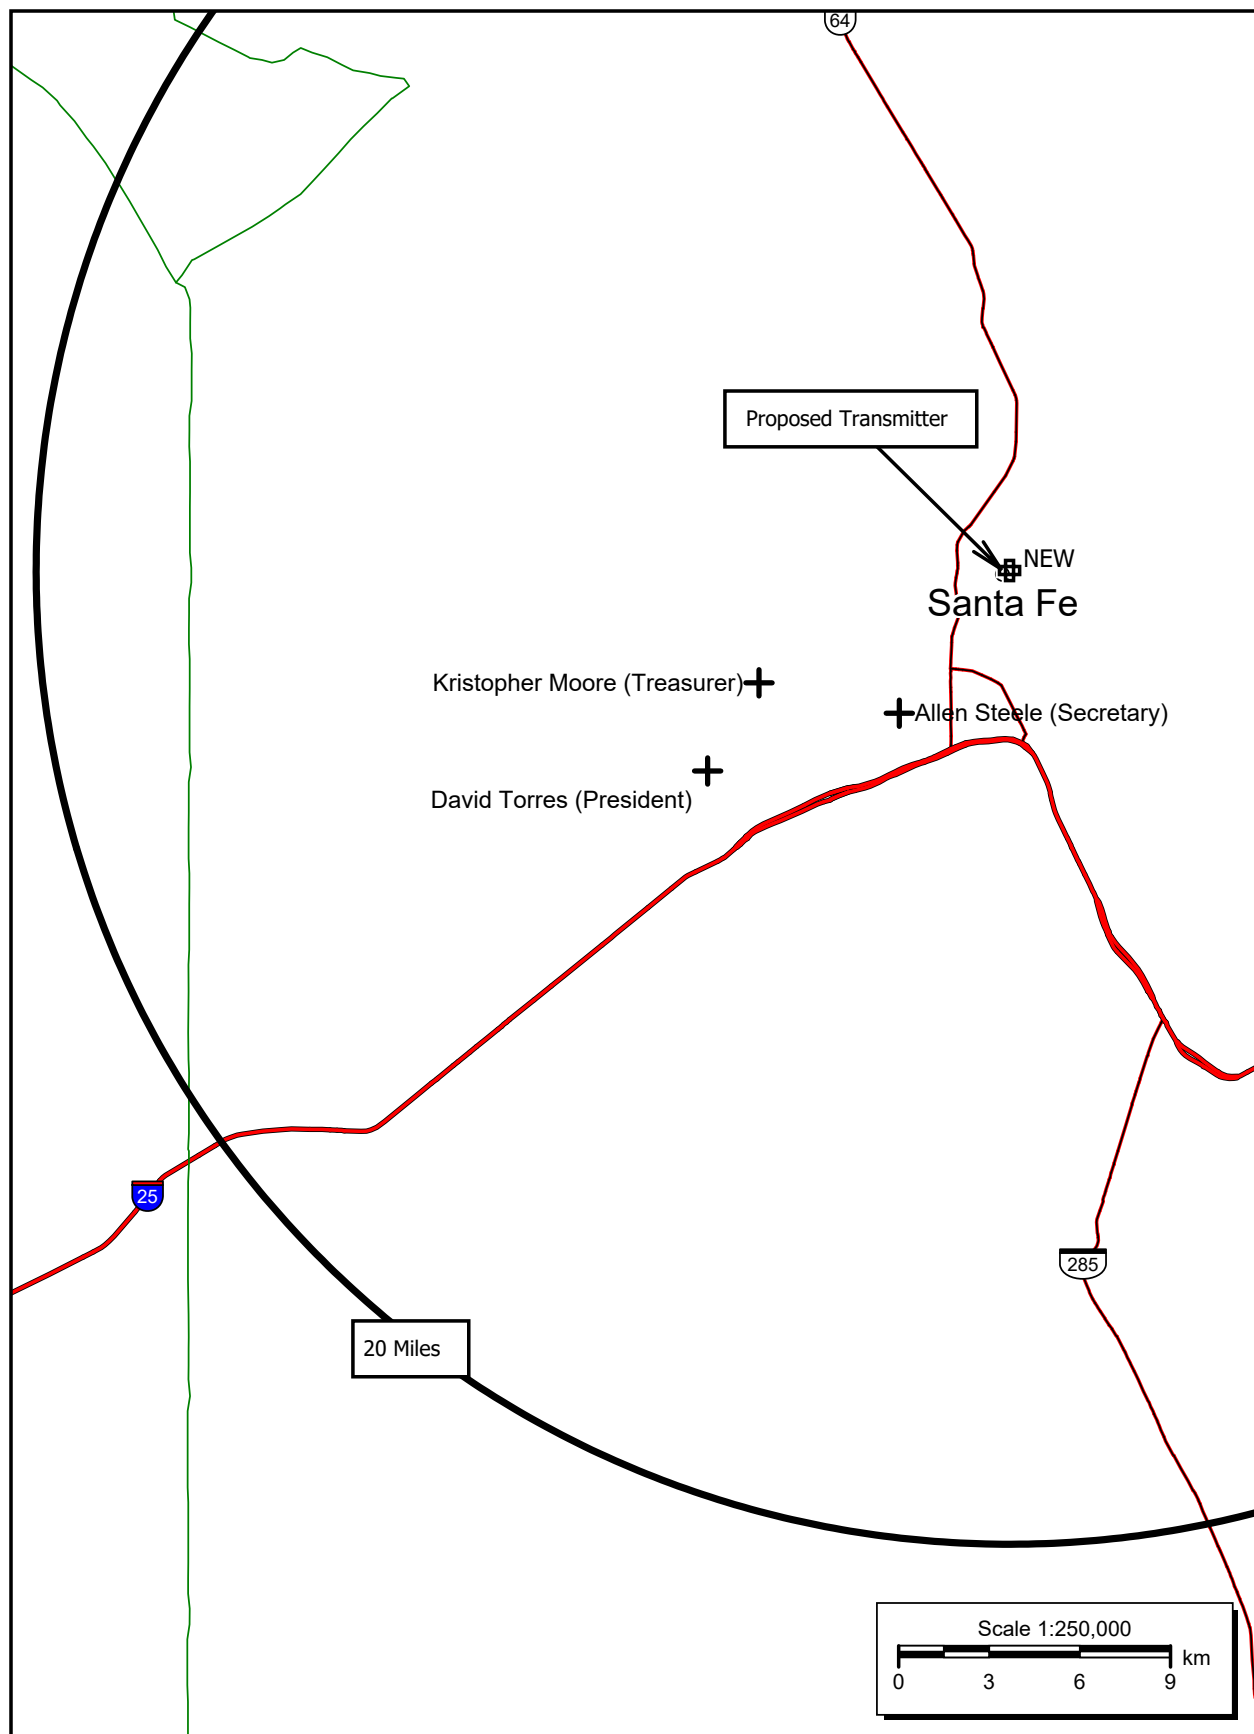 64
Proposed Transmitter
NEW
Santa Fe
Kristopher Moore (Treasurer)
Allen Steele (Secretary)
David Torres (President)
25
285
20 Miles
Scale 1:250,000
km
0 3 6 9